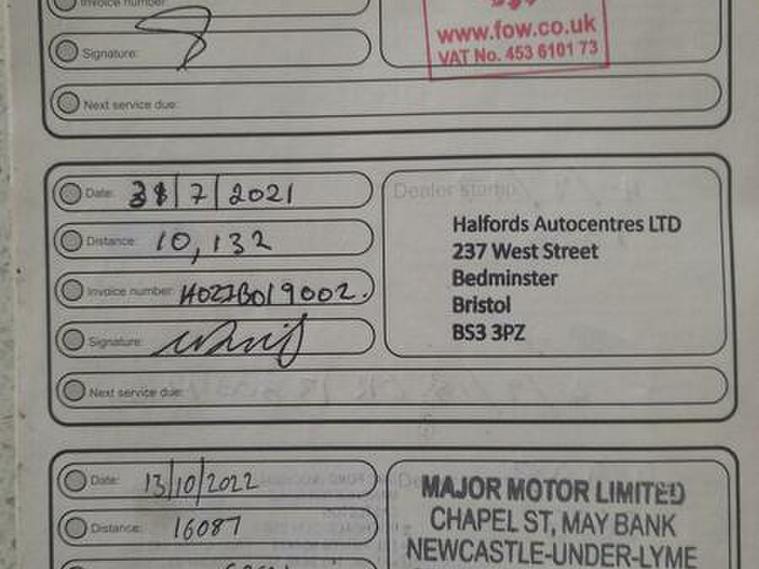 Invoice number:
Signature:
www.fow.co.uk
VAT No. 453 6101 73
Next service due:
Date: 31/7/2021
Dealer stamp
Distance: 10,132
Invoice number:
Signature:
Halfords Autocentres LTD
237 West Street
Bedminster
Bristol
BS3 3PZ
Next service due:
Date: 13/10/2022
Distance: 16087
MAJOR MOTOR LIMITED
CHAPEL ST, MAY BANK
NEWCASTLE-UNDER-LYME